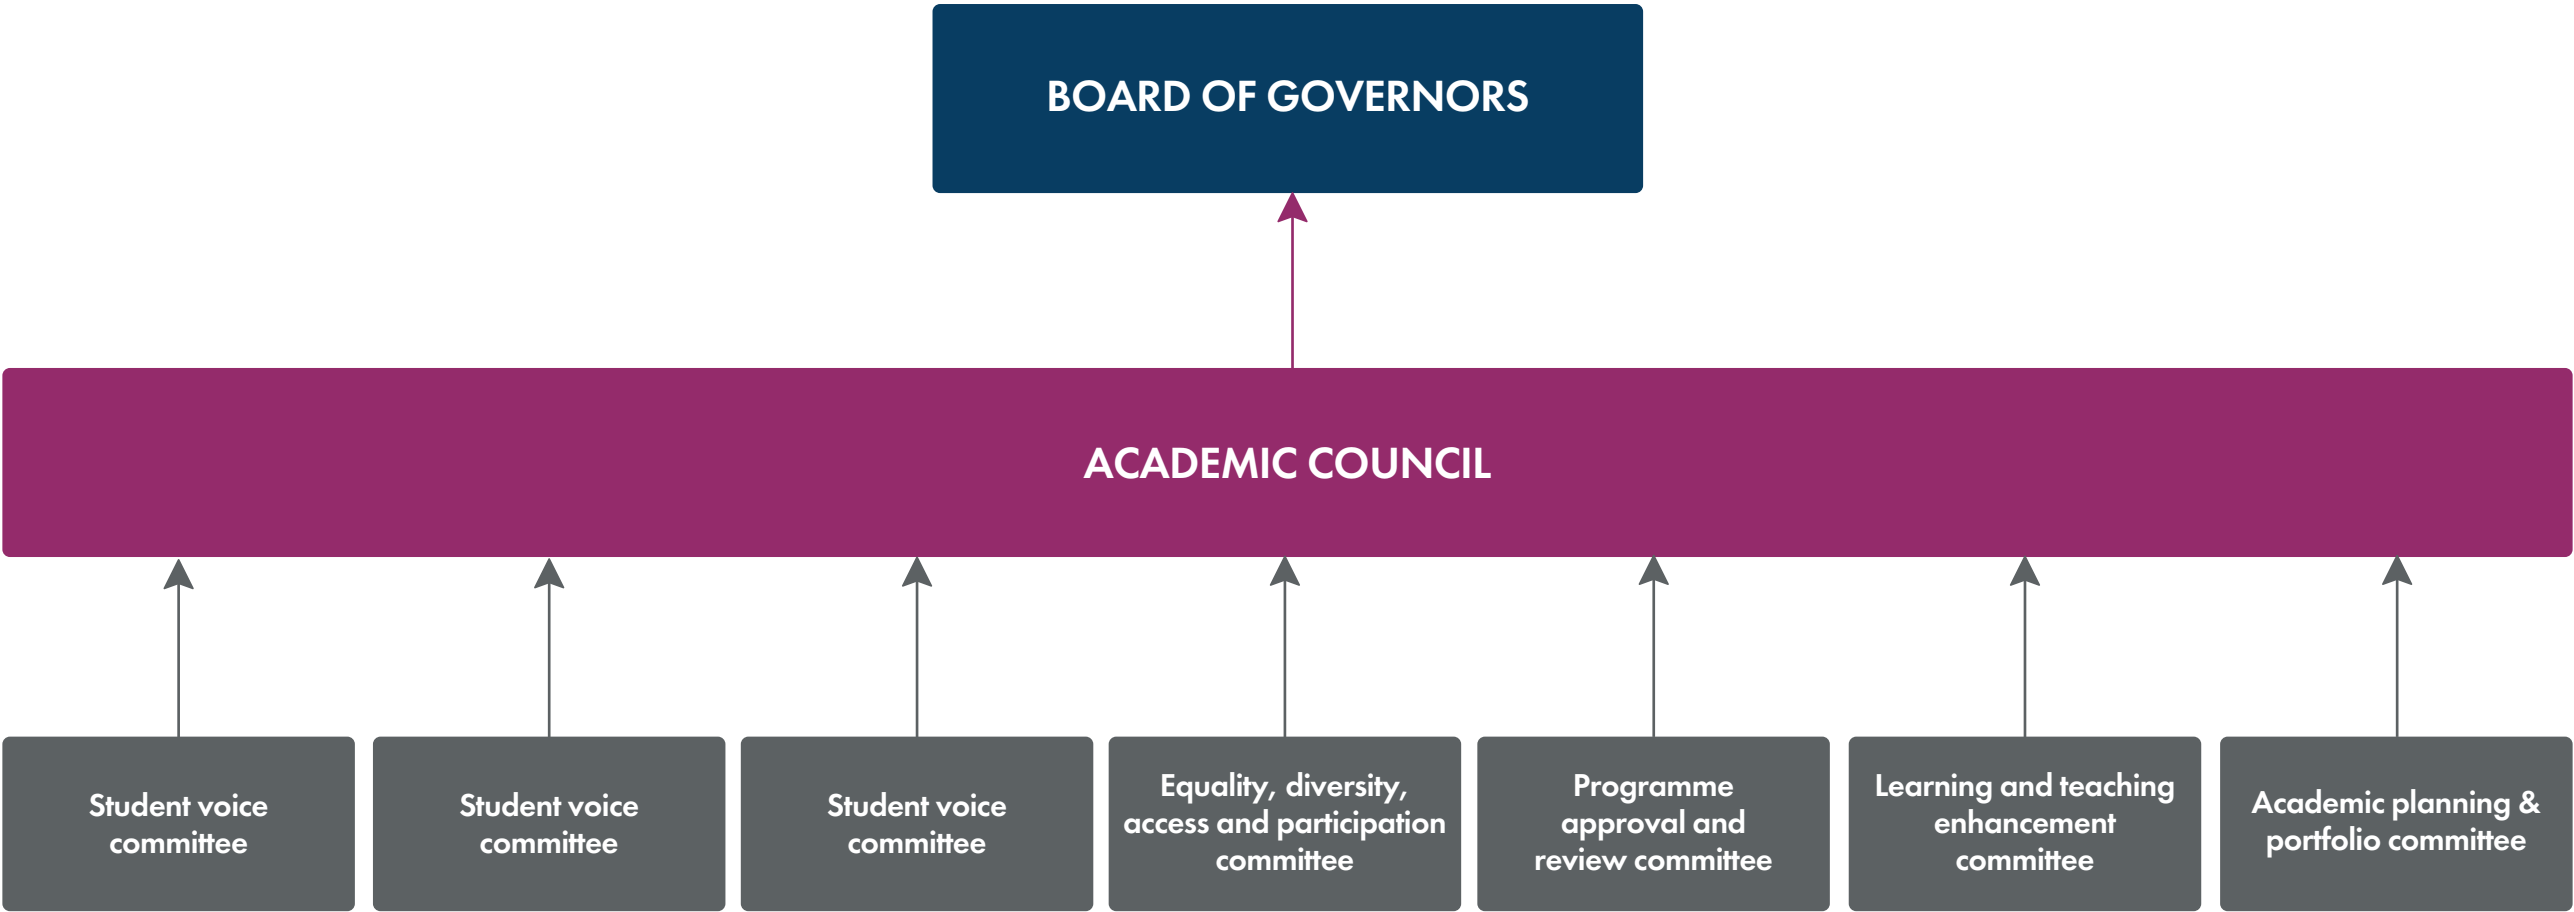 BOARD OF GOVERNORS
ACADEMIC COUNCIL
Student voice
committee
Student voice
committee
Student voice
committee
Equality, diversity,
access and participation
committee
Programme
approval and
review committee
Learning and teaching
enhancement
committee
Academic planning &
portfolio committee